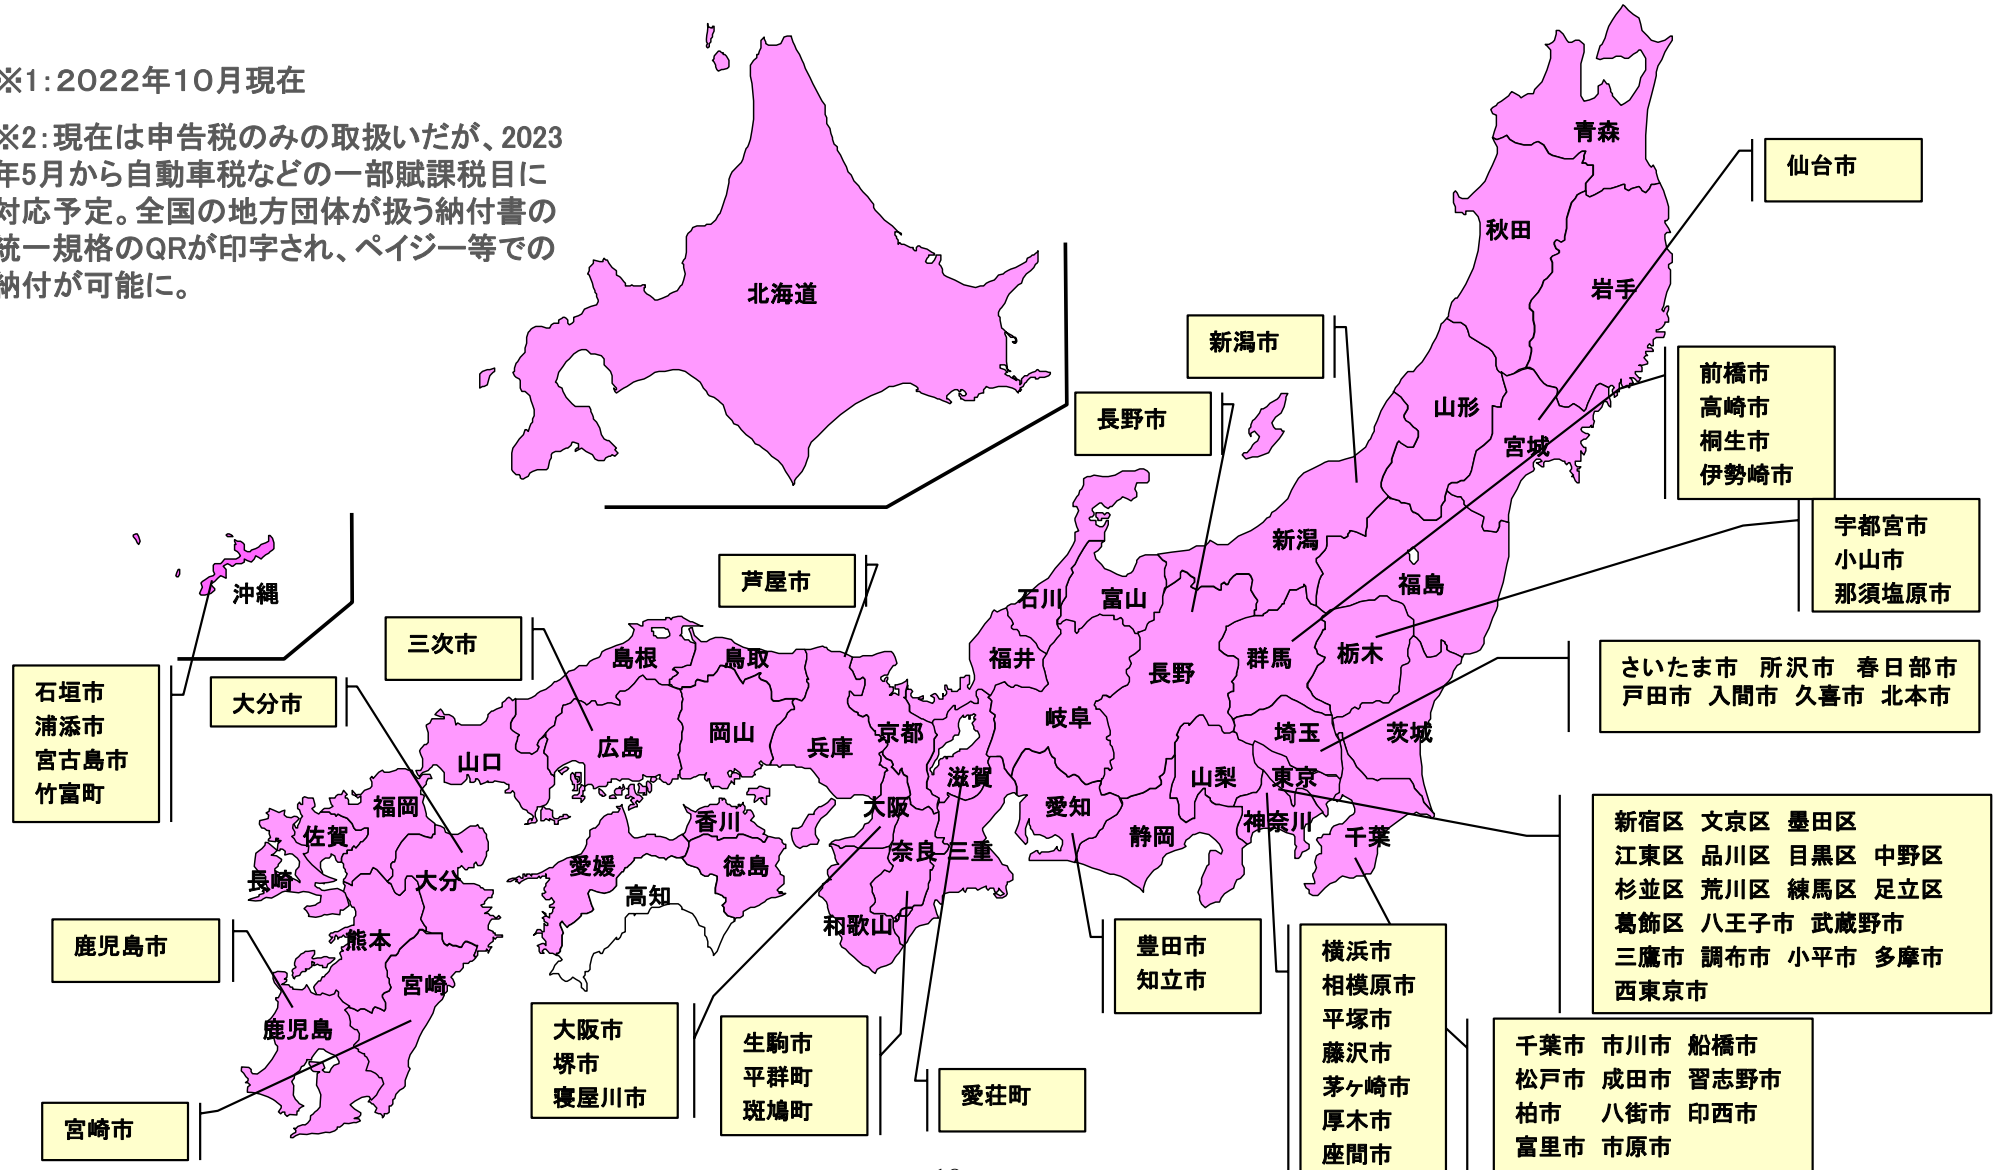 ※1：2022年10月現在
※2：現在は申告税のみの取扱いだが、2023
年5月から自動車税などの一部賦課税目に
対応予定。全国の地方団体が扱う納付書の
統一規格のQRが印字され、ペイジー等での
納付が可能に。
北海道
青森
秋田
岩手
山形
宮城
新潟
福島
石川
富山
福井
長野
群馬
栃木
岐阜
埼玉
茨城
山梨
東京
神奈川
千葉
愛知
静岡
滋賀
三重
京都
大阪
奈良
和歌山
兵庫
鳥取
島根
岡山
広島
山口
香川
徳島
愛媛
高知
福岡
佐賀
長崎
大分
熊本
宮崎
鹿児島
沖縄
仙台市
新潟市
長野市
前橋市
高崎市
桐生市
伊勢崎市
宇都宮市
小山市
那須塩原市
さいたま市 所沢市 春日部市
戸田市 入間市 久喜市 北本市
新宿区 文京区 墨田区
江東区 品川区 目黒区 中野区
杉並区 荒川区 練馬区 足立区
葛飾区 八王子市 武蔵野市
三鷹市 調布市 小平市 多摩市
西東京市
千葉市 市川市 船橋市
松戸市 成田市 習志野市
柏市 八街市 印西市
富里市 市原市
横浜市
相模原市
平塚市
藤沢市
茅ヶ崎市
厚木市
座間市
豊田市
知立市
愛荘町
生駒市
平群町
斑鳩町
大阪市
堺市
寝屋川市
芦屋市
三次市
大分市
石垣市
浦添市
宮古島市
竹富町
鹿児島市
宮崎市